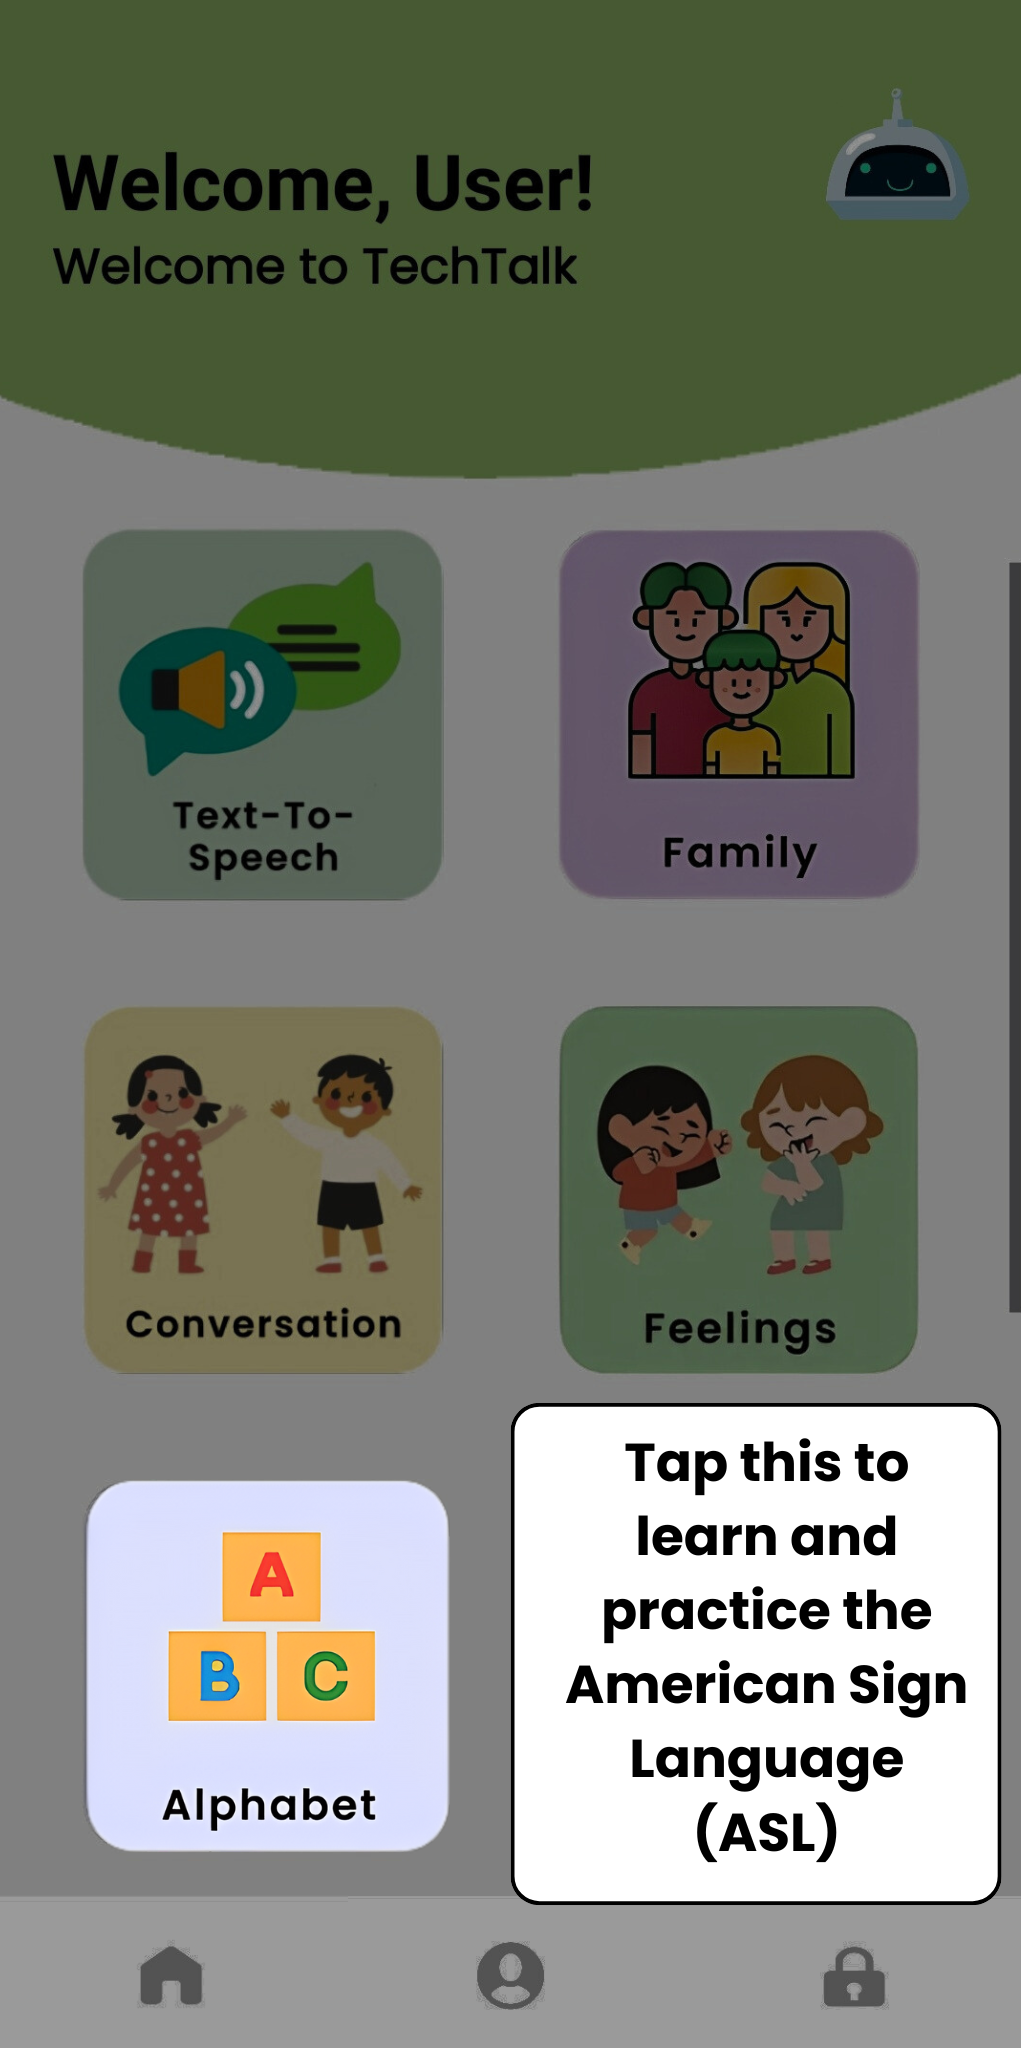 Welcome, User!
Welcome to TechTalk
Text-To-
Speech
Family
Conversation
Feelings
A
B C
Alphabet
Tap this to
learn and
practice the
American Sign
Language
(ASL)